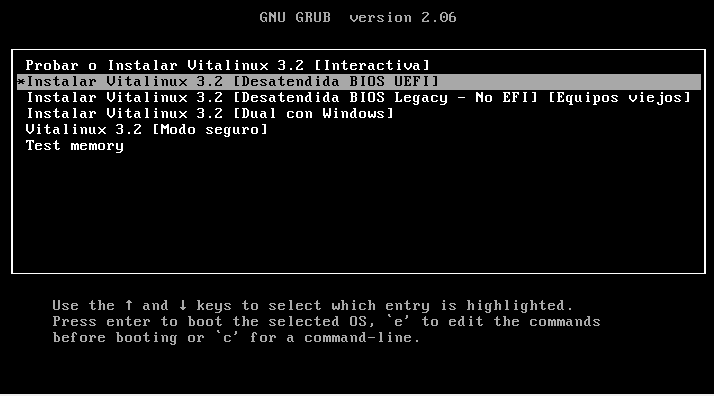 GNU GRUB  version 2.06
Probar o Instalar Vitalinux 3.2 [Interactiva]
*Instalar Vitalinux 3.2 [Desatendida BIOS UEFI]
Instalar Vitalinux 3.2 [Desatendida BIOS Legacy - No EFI] [Equipos viejos]
Instalar Vitalinux 3.2 [Dual con Windows]
Vitalinux 3.2 [Modo seguro]
Test memory
Use the ↑ and ↓ keys to select which entry is highlighted.
Press enter to boot the selected OS, `e' to edit the commands
before booting or `c' for a command-line.